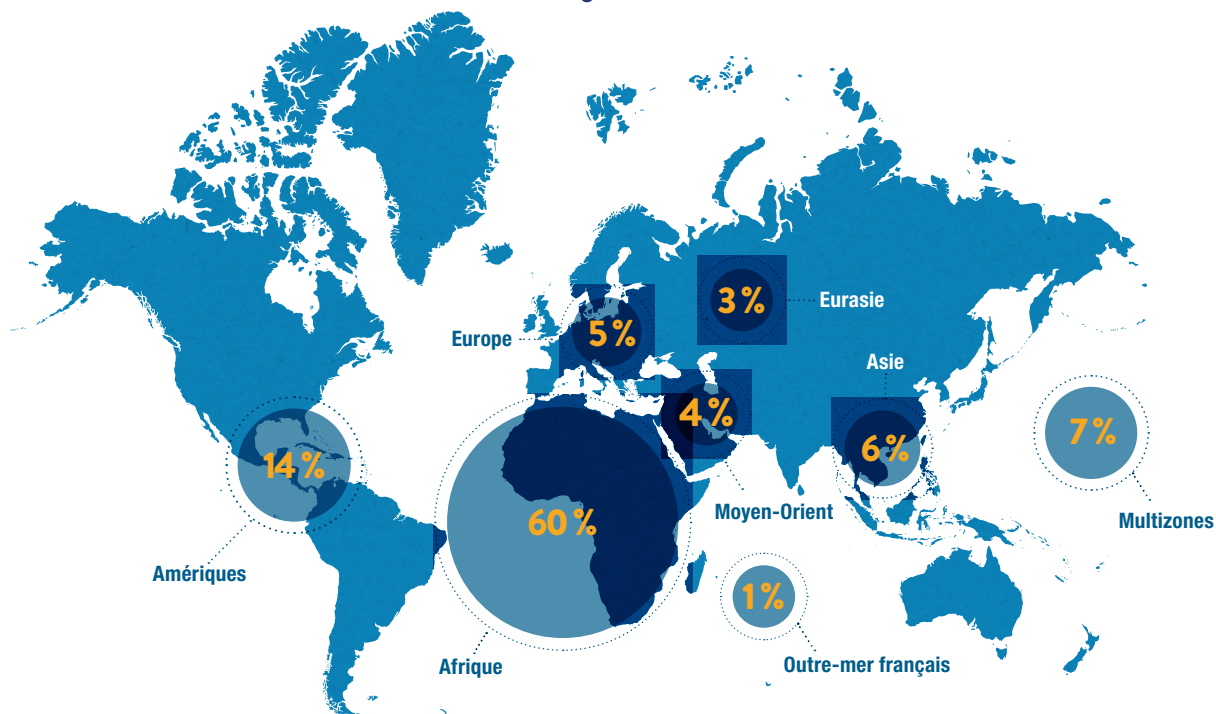 3 %
Eurasie
Europe
5 %
Asie
4 %
7 %
6 %
14 %
Moyen-Orient
60 %
Multizones
Amériques
1 %
Afrique
Outre-mer français